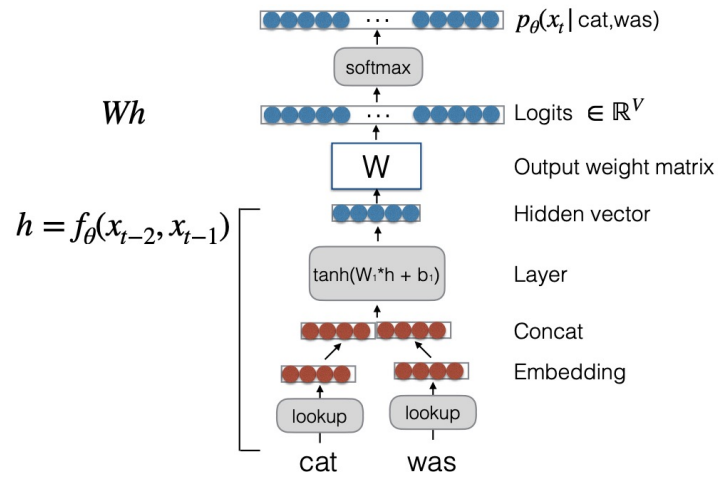 pθ(xt | cat,was)
softmax
Wh
... Logits ∈ ℝ^V
W Output weight matrix
Hidden vector
h = fθ(xt−2, xt−1)
tanh(W1*h + b1) Layer
Concat
Embedding
lookup lookup
cat was